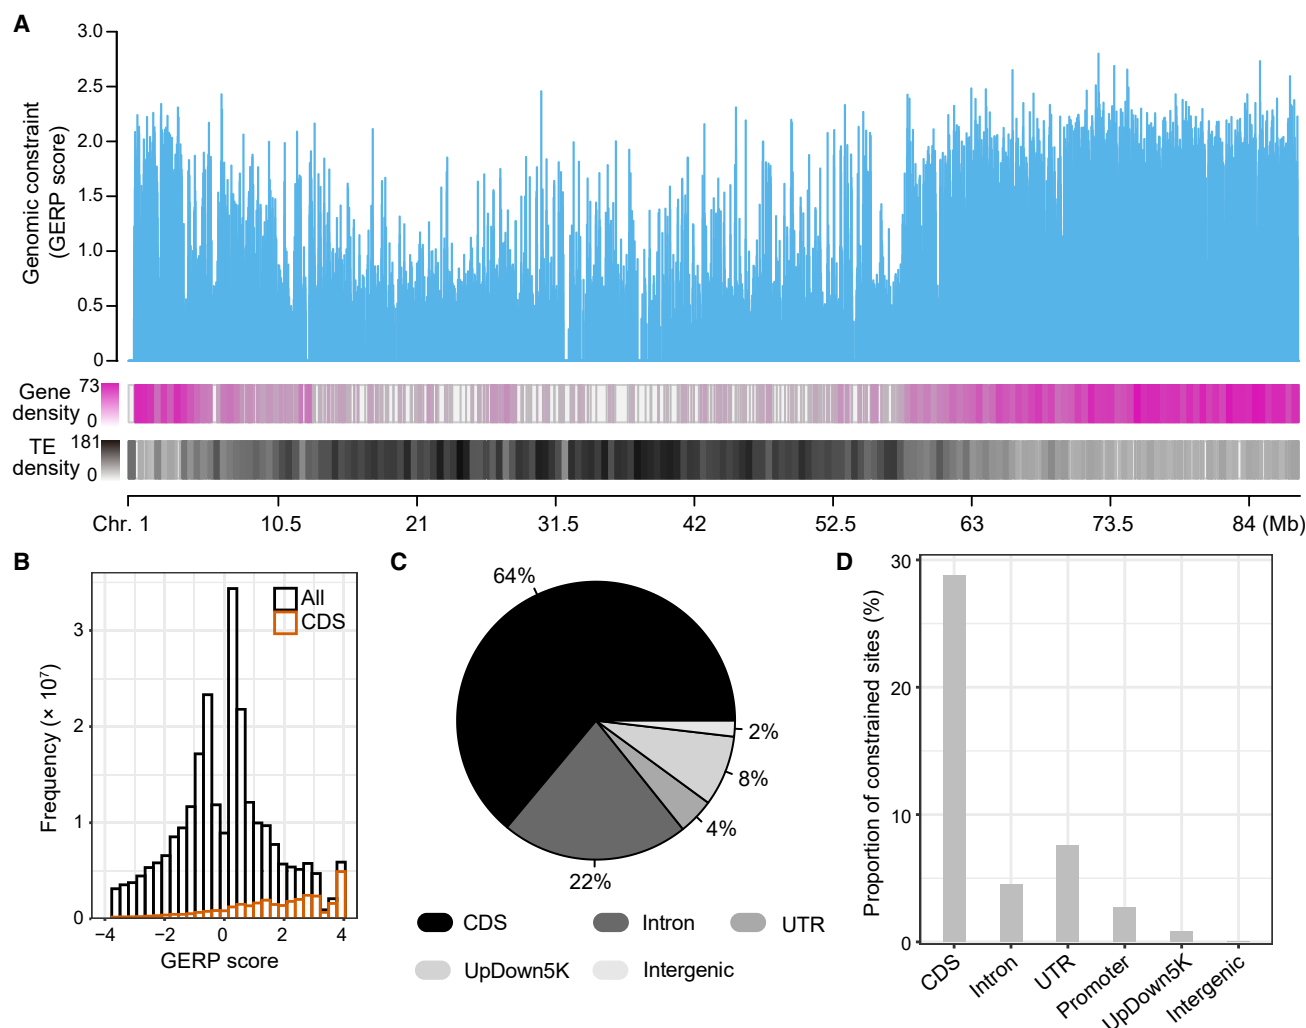 A
Genomic constraint
(GERP score)
3.0
2.5
2.0
1.5
1.0
0.5
0
Gene
density
73
0
TE
density
181
0
Chr. 1 10.5 21 31.5 42 52.5 63 73.5 84 (Mb)
B
Frequency (× 10⁷)
3
2
1
0
All
CDS
−4 −2 0 2 4
GERP score
C
64%
2%
8%
4%
22%
CDS Intron UTR
UpDown5K Intergenic
D
Proportion of constrained sites (%)
30
20
10
0
CDS
Intron
UTR
Promoter
UpDown5K
Intergenic